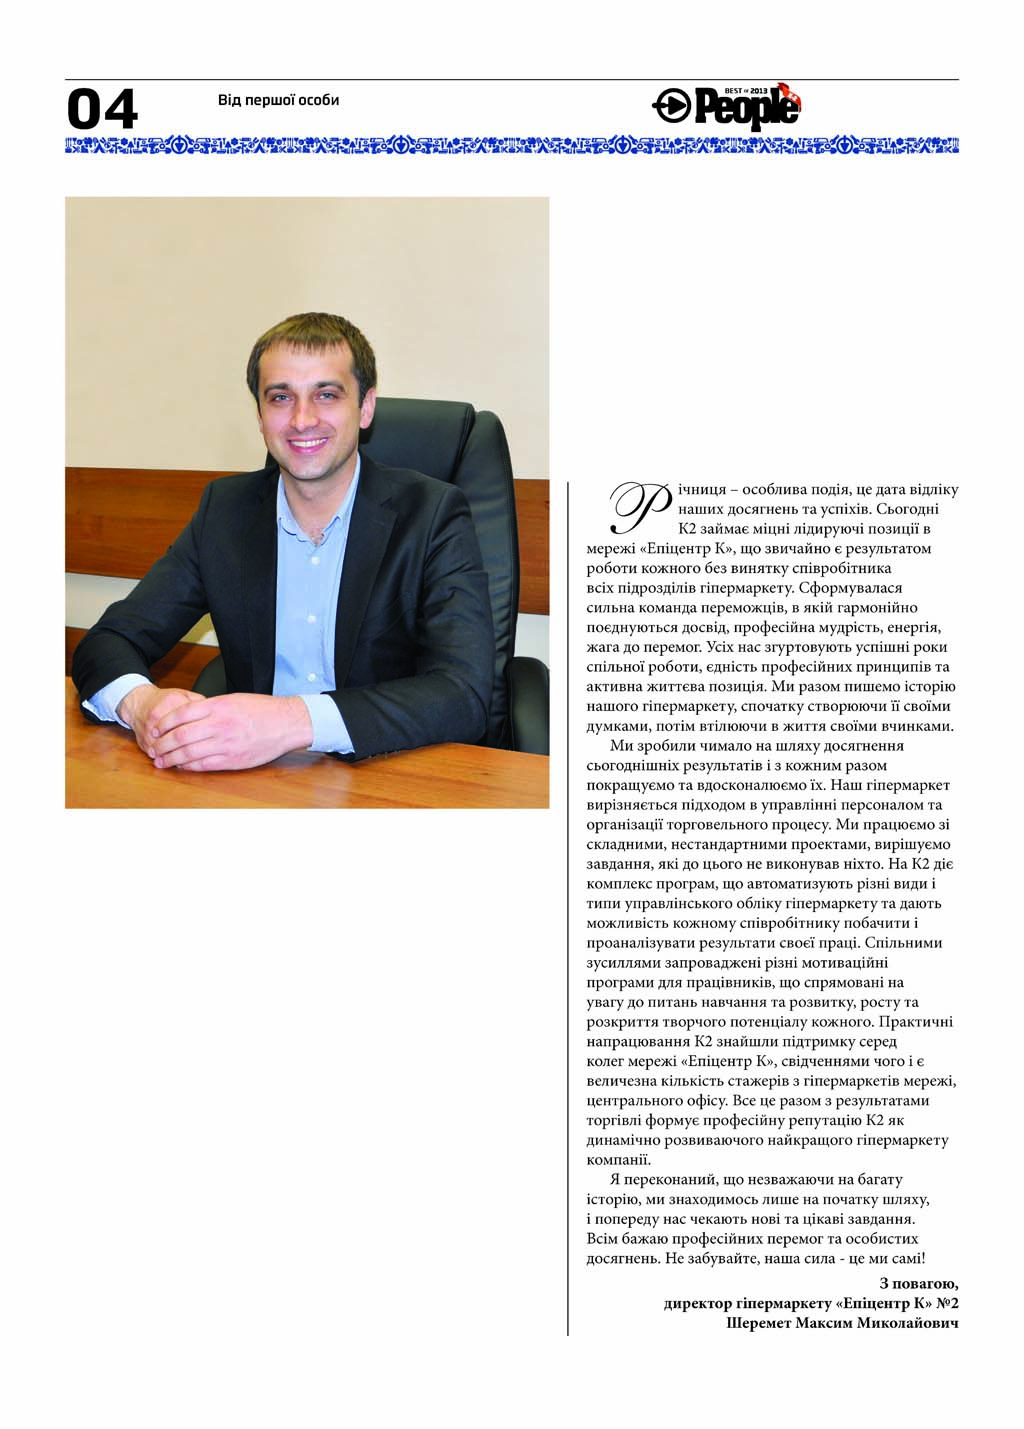 04
Від першої особи
BEST OF 2013
People
Річниця – особлива подія, це дата відліку
наших досягнень та успіхів. Сьогодні
К2 займає міцні лідируючі позиції в
мережі «Епіцентр К», що звичайно є результатом
роботи кожного без винятку співробітника
всіх підрозділів гіпермаркету. Сформувалася
сильна команда переможців, в якій гармонійно
поєднуються досвід, професійна мудрість, енергія,
жага до перемог. Усіх нас згуртовують успішні роки
спільної роботи, єдність професійних принципів та
активна життєва позиція. Ми разом пишемо історію
нашого гіпермаркету, спочатку створюючи її своїми
думками, потім втілюючи в життя своїми вчинками.
Ми зробили чимало на шляху досягнення
сьогоднішніх результатів і з кожним разом
покращуємо та вдосконалюємо їх. Наш гіпермаркет
вирізняється підходом в управлінні персоналом та
організації торговельного процесу. Ми працюємо зі
складними, нестандартними проектами, вирішуємо
завдання, які до цього не виконував ніхто. На К2 діє
комплекс програм, що автоматизують різні види і
типи управлінського обліку гіпермаркету та дають
можливість кожному співробітнику побачити і
проаналізувати результати своєї праці. Спільними
зусиллями запроваджені різні мотиваційні
програми для працівників, що спрямовані на
увагу до питань навчання та розвитку, росту та
розкриття творчого потенціалу кожного. Практичні
напрацювання К2 знайшли підтримку серед
колег мережі «Епіцентр К», свідченнями чого і є
величезна кількість стажерів з гіпермаркетів мережі,
центрального офісу. Все це разом з результатами
торгівлі формує професійну репутацію К2 як
динамічно розвиваючого найкращого гіпермаркету
компанії.
Я переконаний, що незважаючи на багату
історію, ми знаходимось лише на початку шляху,
і попереду нас чекають нові та цікаві завдання.
Всім бажаю професійних перемог та особистих
досягнень. Не забувайте, наша сила - це ми самі!
З повагою,
директор гіпермаркету «Епіцентр К» №2
Шеремет Максим Миколайович